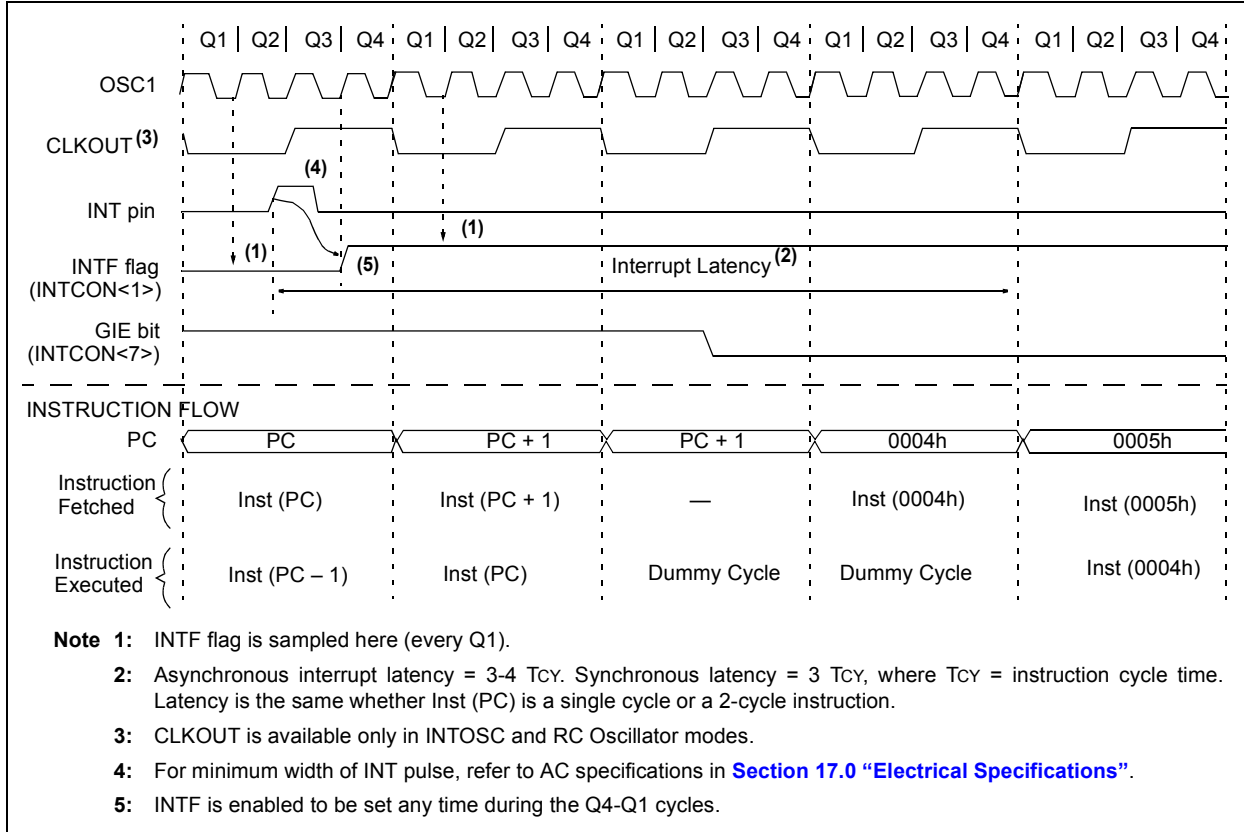 Q1 Q2 Q3 Q4 Q1 Q2 Q3 Q4 Q1 Q2 Q3 Q4 Q1 Q2 Q3 Q4 Q1 Q2 Q3 Q4
OSC1
CLKOUT (3)
(4)
INT pin
(1) (1)
INTF flag
(INTCON<1>)
(5)
Interrupt Latency (2)
GIE bit
(INTCON<7>)
INSTRUCTION FLOW
PC PC PC + 1 PC + 1 0004h 0005h
Instruction
Fetched
Inst (PC) Inst (PC + 1) — Inst (0004h) Inst (0005h)
Instruction
Executed
Inst (PC – 1) Inst (PC) Dummy Cycle Dummy Cycle Inst (0004h)
Note 1: INTF flag is sampled here (every Q1).
2: Asynchronous interrupt latency = 3-4 TCY. Synchronous latency = 3 TCY, where TCY = instruction cycle time.
Latency is the same whether Inst (PC) is a single cycle or a 2-cycle instruction.
3: CLKOUT is available only in INTOSC and RC Oscillator modes.
4: For minimum width of INT pulse, refer to AC specifications in Section 17.0 “Electrical Specifications”.
5: INTF is enabled to be set any time during the Q4-Q1 cycles.